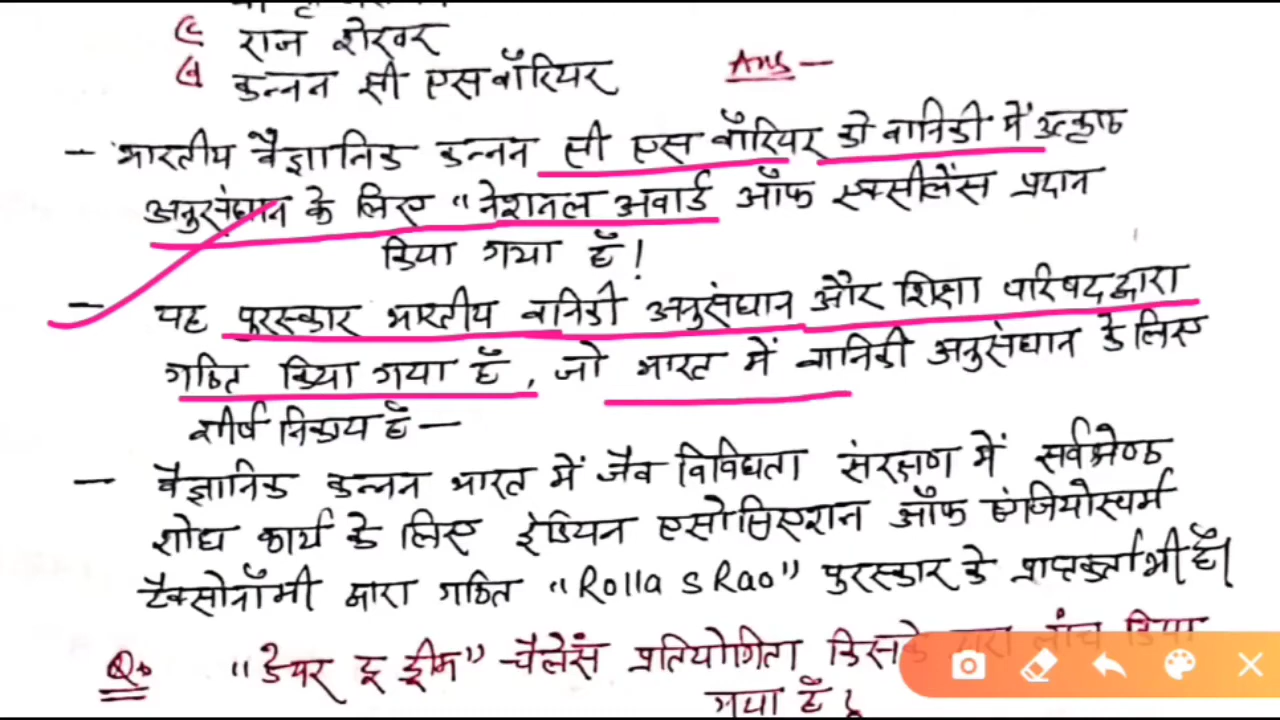 c राज शेखर
d कन्नन सी एस वॉरियर Ans -
- भारतीय वैज्ञानिक कन्नन सी एस वॉरियर को वानिकी में उत्कृष्ठ
अनुसंधान के लिए "नेशनल अवार्ड ऑफ एक्सीलेंस प्रदान
किया गया है!
- यह पुरस्कार भारतीय वानिकी अनुसंधान और शिक्षा परिषद द्वारा
गठित किया गया है, जो भारत में वानिकी अनुसंधान के लिए
शीर्ष निकाय है -
- वैज्ञानिक कन्नन भारत में जैव विविधता संरक्षण में सर्वश्रेष्ठ
शोध कार्य के लिए इंडियन एसोसिएशन ऑफ एंजियोस्पर्म
टैक्सोनॉमी द्वारा गठित "Rolla S Rao" पुरस्कार के प्राप्तकर्ता भी हैं।
Q. "डेयर टू ड्रीम" चैलेंस प्रतियोगिता किसके द्वारा लांच किया
गया है?